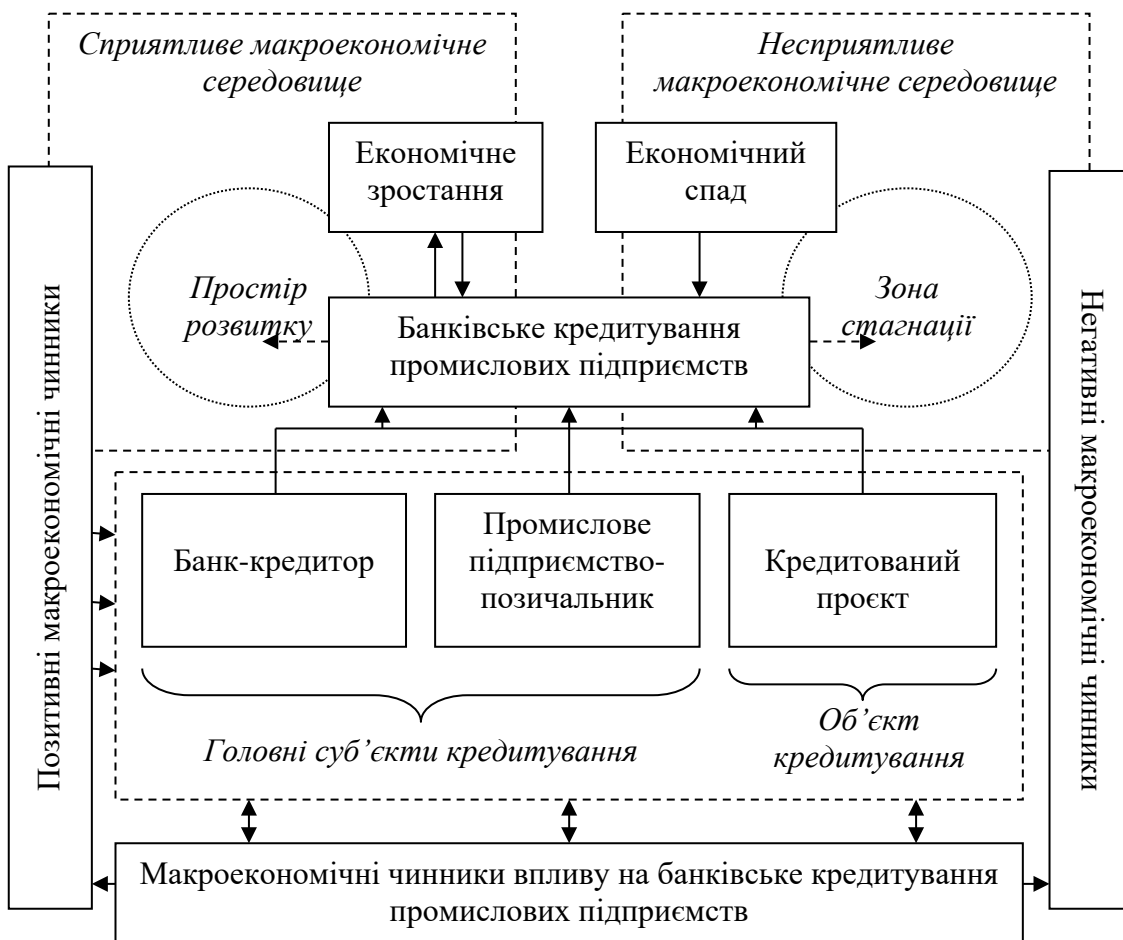 Сприятливе макроекономічне
середовище
Несприятливе
макроекономічне середовище
Економічне
зростання
Економічний
спад
Простір
розвитку
Зона
стагнації
Банківське кредитування
промислових підприємств
Позитивні макроекономічні чинники
Негативні макроекономічні чинники
Банк-кредитор
Промислове
підприємство-
позичальник
Кредитований
проєкт
Головні суб’єкти кредитування
Об’єкт
кредитування
Макроекономічні чинники впливу на банківське кредитування
промислових підприємств